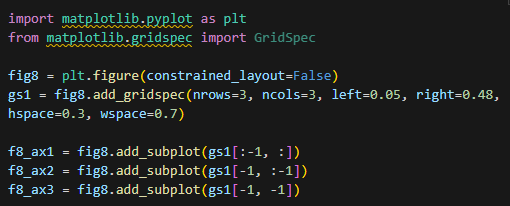 import matplotlib.pyplot as plt
from matplotlib.gridspec import GridSpec
fig8 = plt.figure(constrained_layout=False)
gs1 = fig8.add_gridspec(nrows=3, ncols=3, left=0.05, right=0.48,
hspace=0.3, wspace=0.7)
f8_ax1 = fig8.add_subplot(gs1[:-1, :])
f8_ax2 = fig8.add_subplot(gs1[-1, :-1])
f8_ax3 = fig8.add_subplot(gs1[-1, -1])